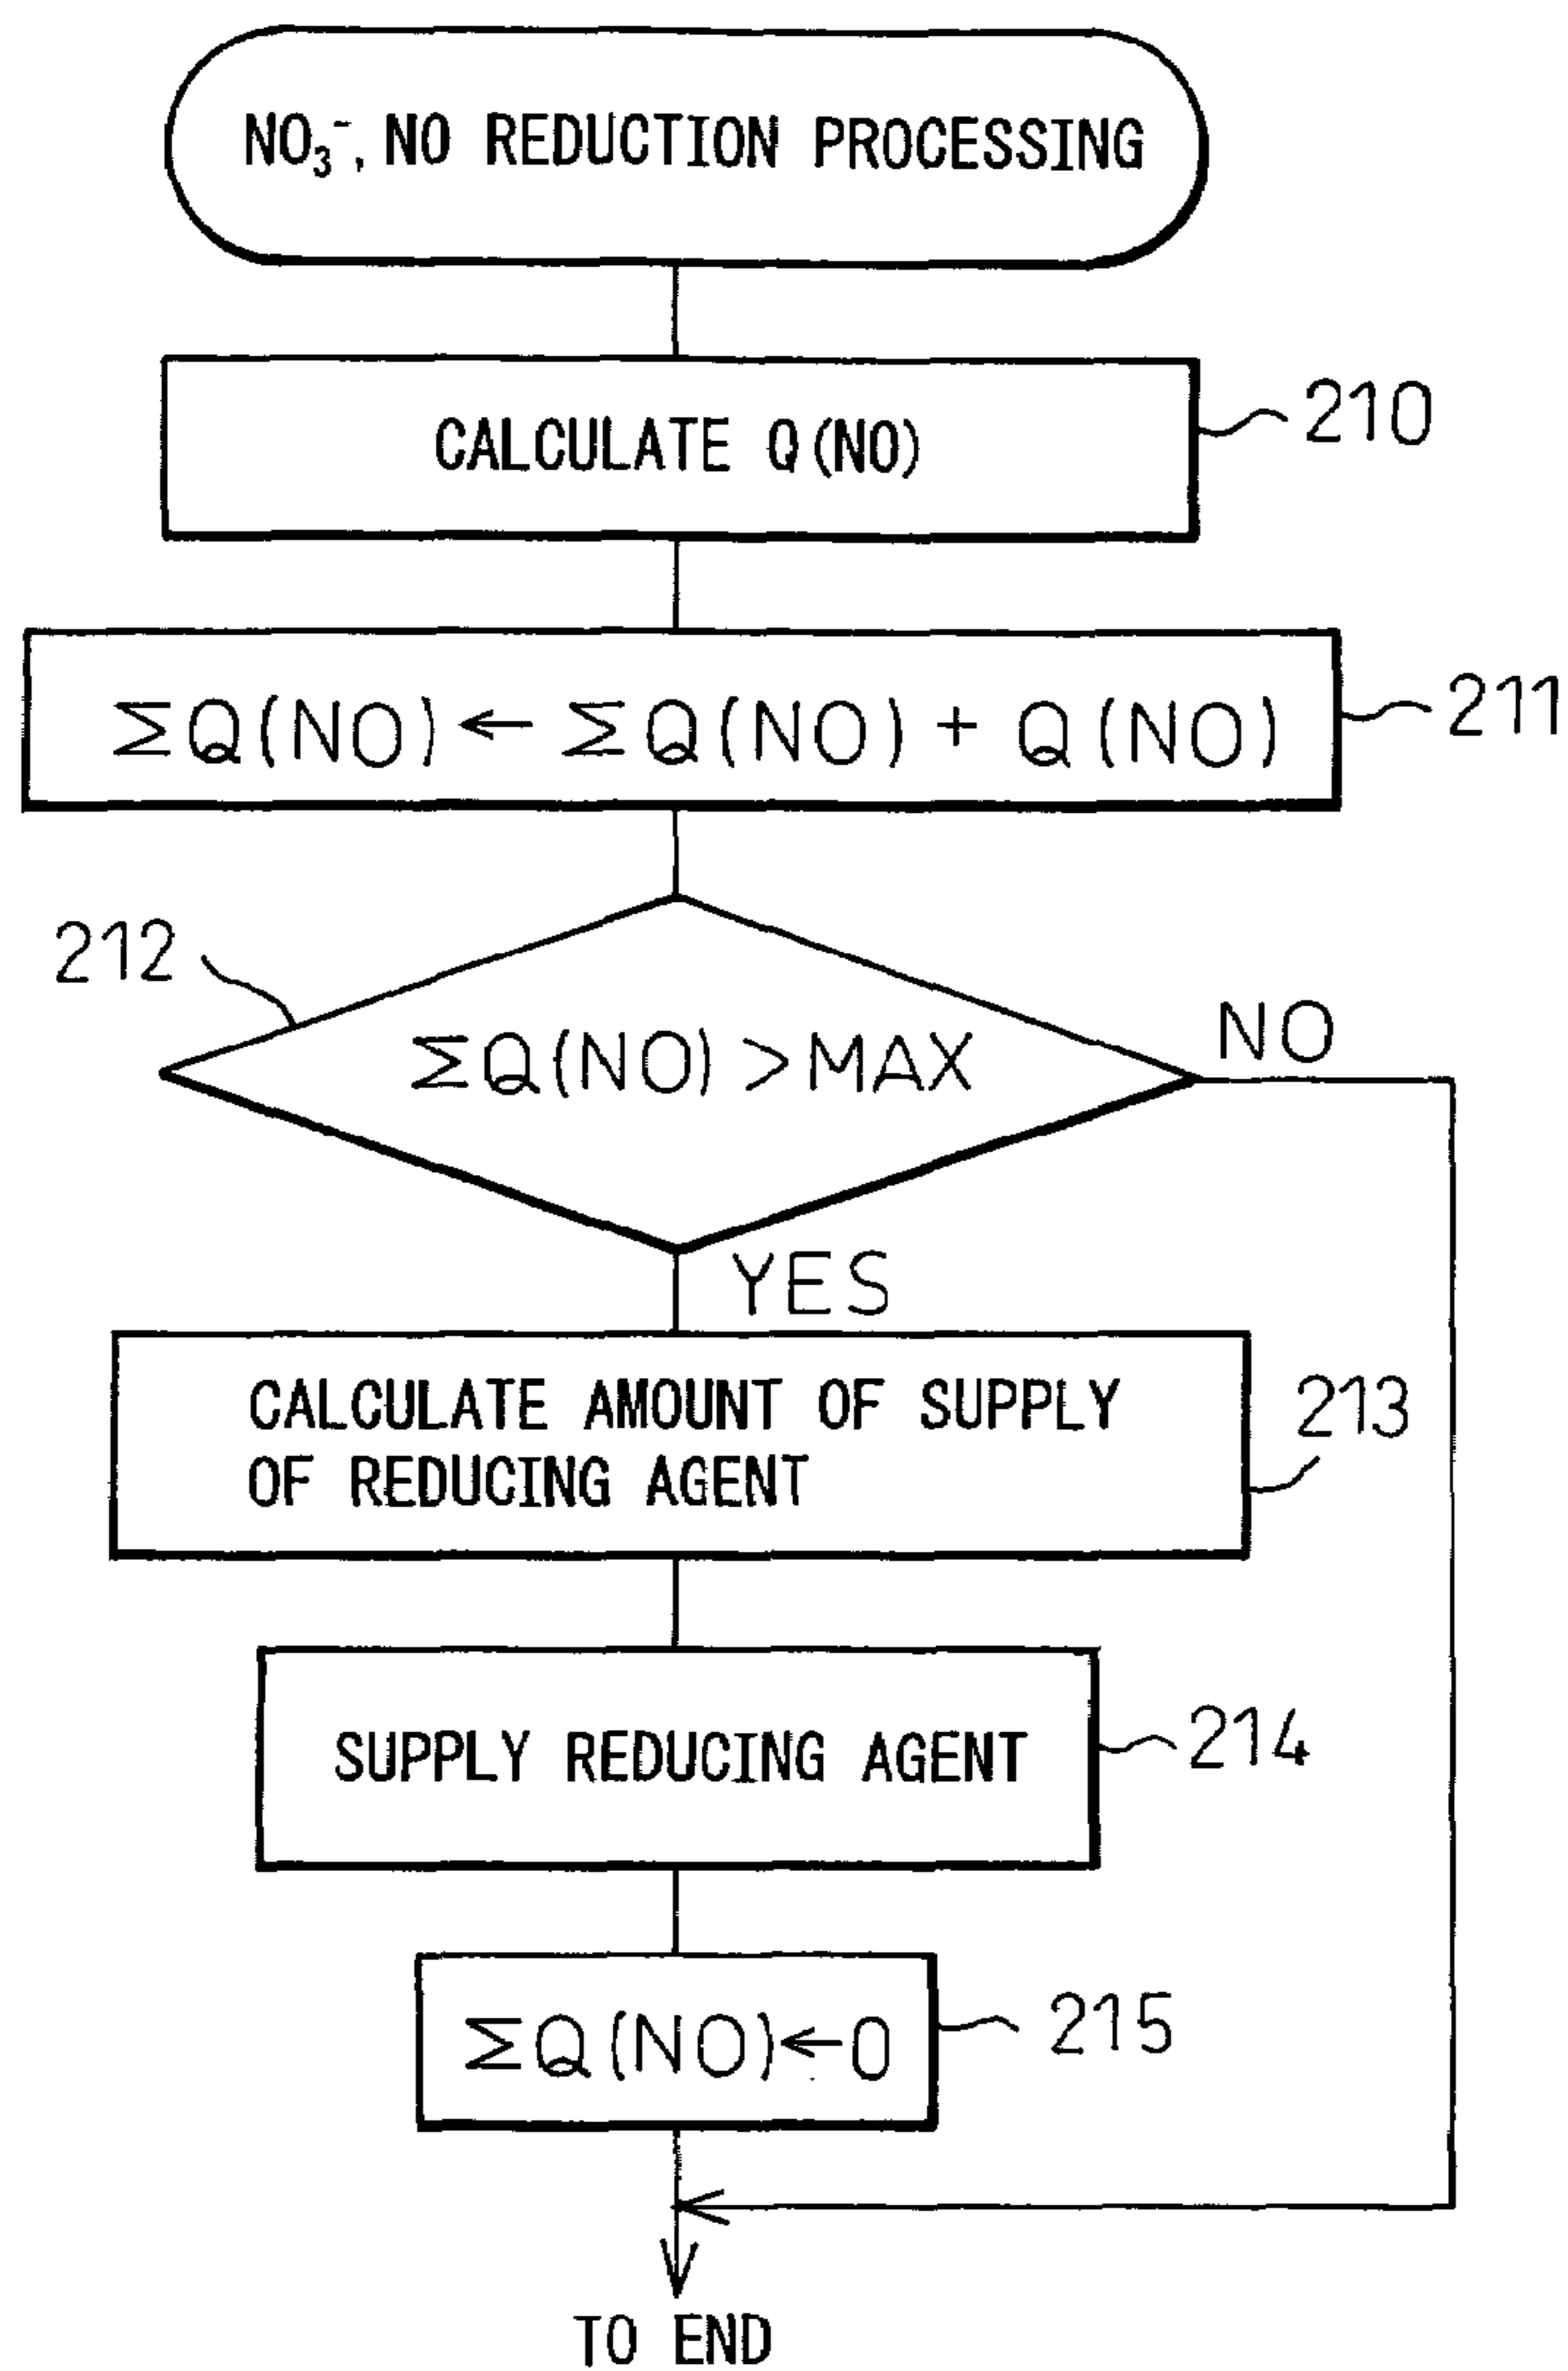 NO₃⁻, NO REDUCTION PROCESSING
CALCULATE Q(NO)
210
ΣQ(NO)←ΣQ(NO)+Q(NO)
211
212
ΣQ(NO)>MAX
NO
YES
CALCULATE AMOUNT OF SUPPLY
OF REDUCING AGENT
213
SUPPLY REDUCING AGENT
214
ΣQ(NO)←0
215
TO END